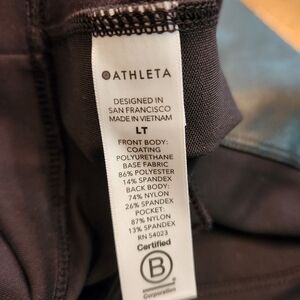 ATHLETA
DESIGNED IN
SAN FRANCISCO
MADE IN VIETNAM
LT
FRONT BODY:
COATING
POLYURETHANE
BASE FABRIC
86% POLYESTER
14% SPANDEX
BACK BODY:
74% NYLON
26% SPANDEX
POCKET:
87% NYLON
13% SPANDEX
RN 54023
Certified
B
Corporation